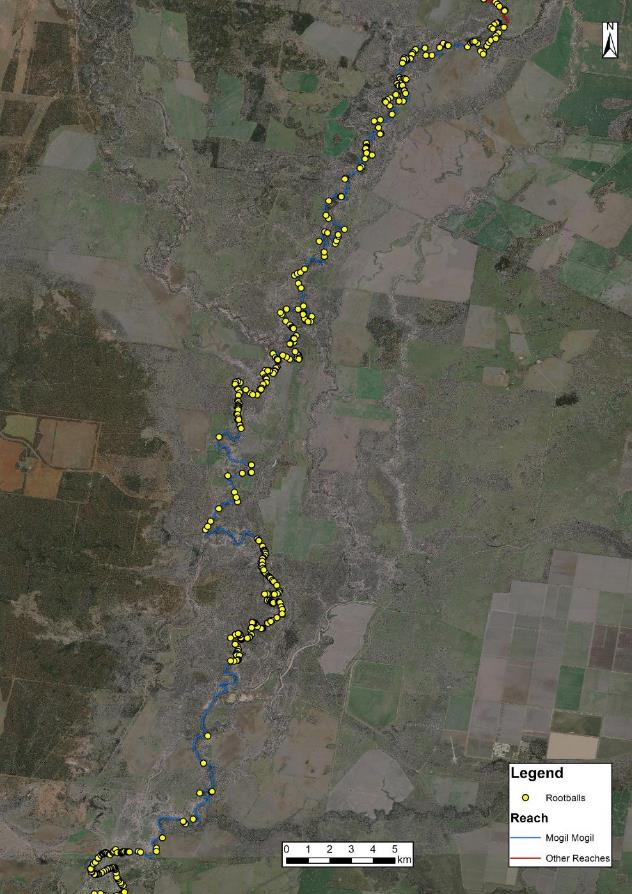 N
Legend
Rootballs
Reach
Mogil Mogil
Other Reaches
0 1 2 3 4 5
km